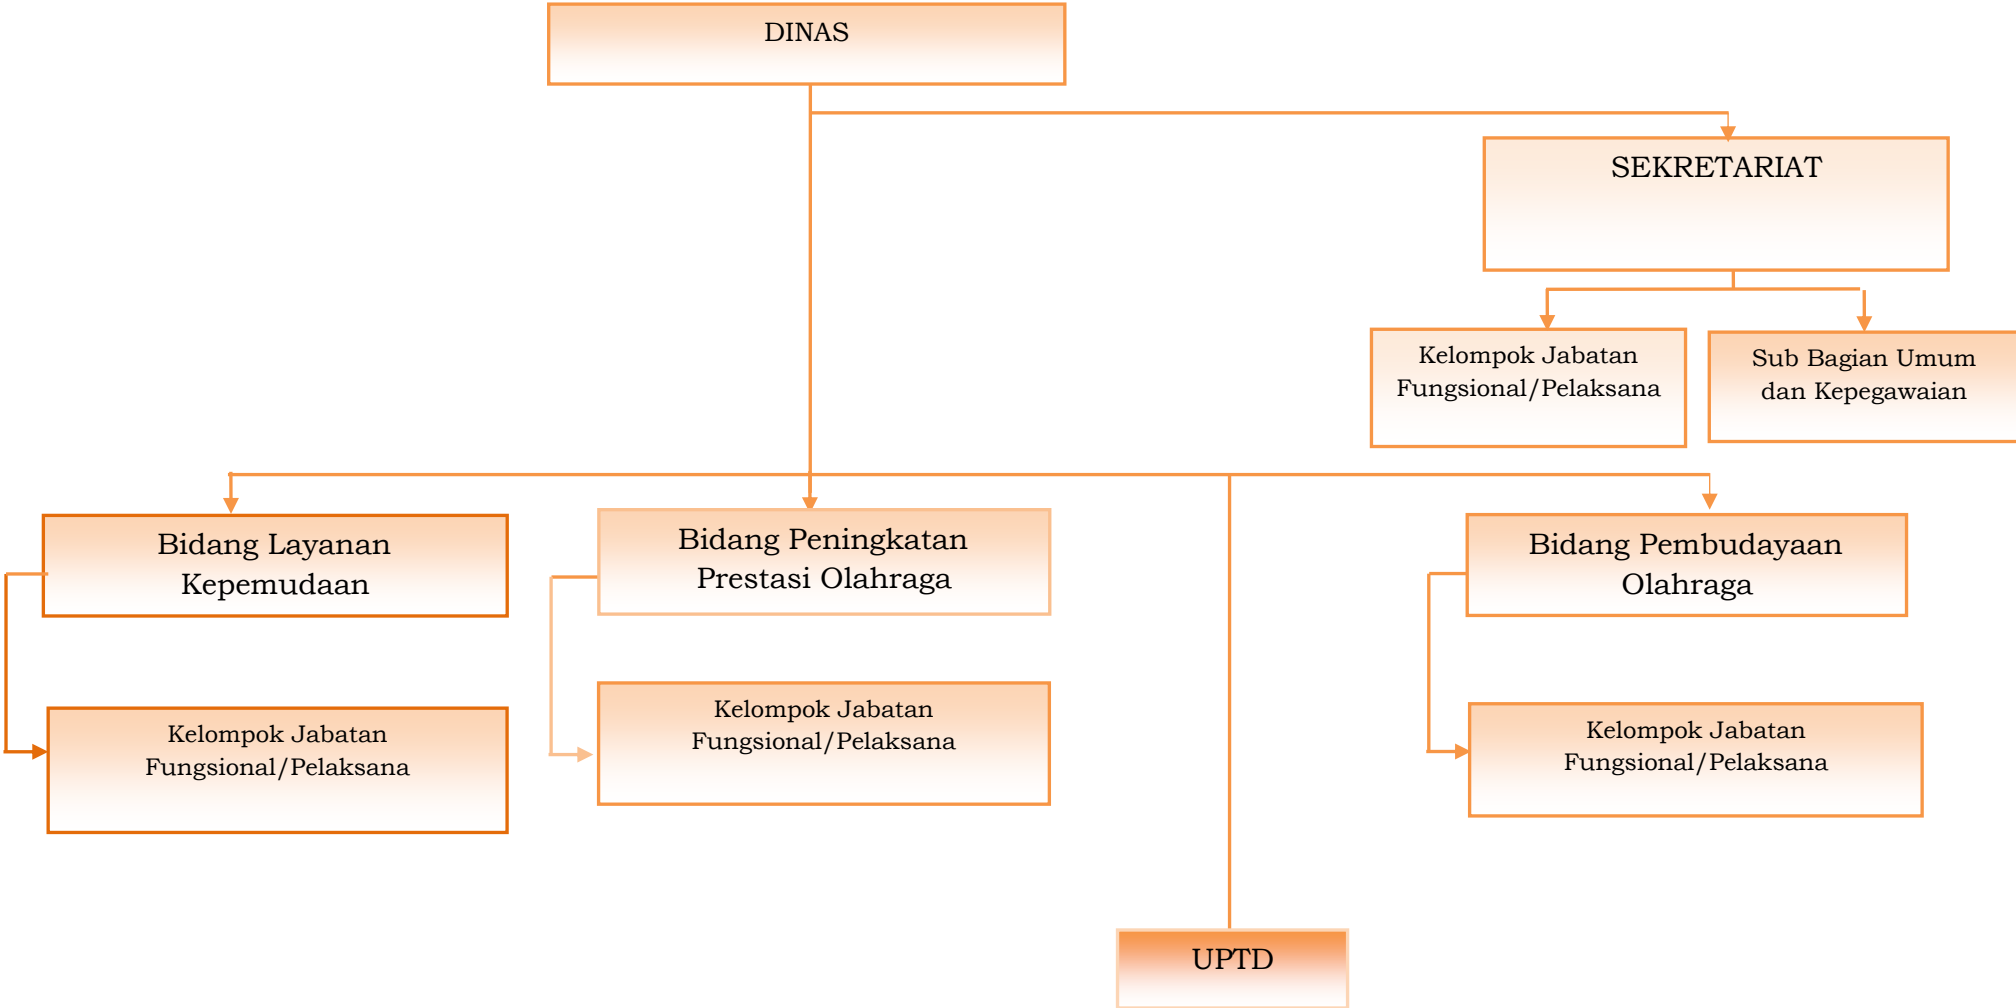 DINAS
SEKRETARIAT
Kelompok Jabatan
Fungsional/Pelaksana
Sub Bagian Umum
dan Kepegawaian
Bidang Layanan
Kepemudaan
Bidang Peningkatan
Prestasi Olahraga
Bidang Pembudayaan
Olahraga
Kelompok Jabatan
Fungsional/Pelaksana
Kelompok Jabatan
Fungsional/Pelaksana
Kelompok Jabatan
Fungsional/Pelaksana
UPTD